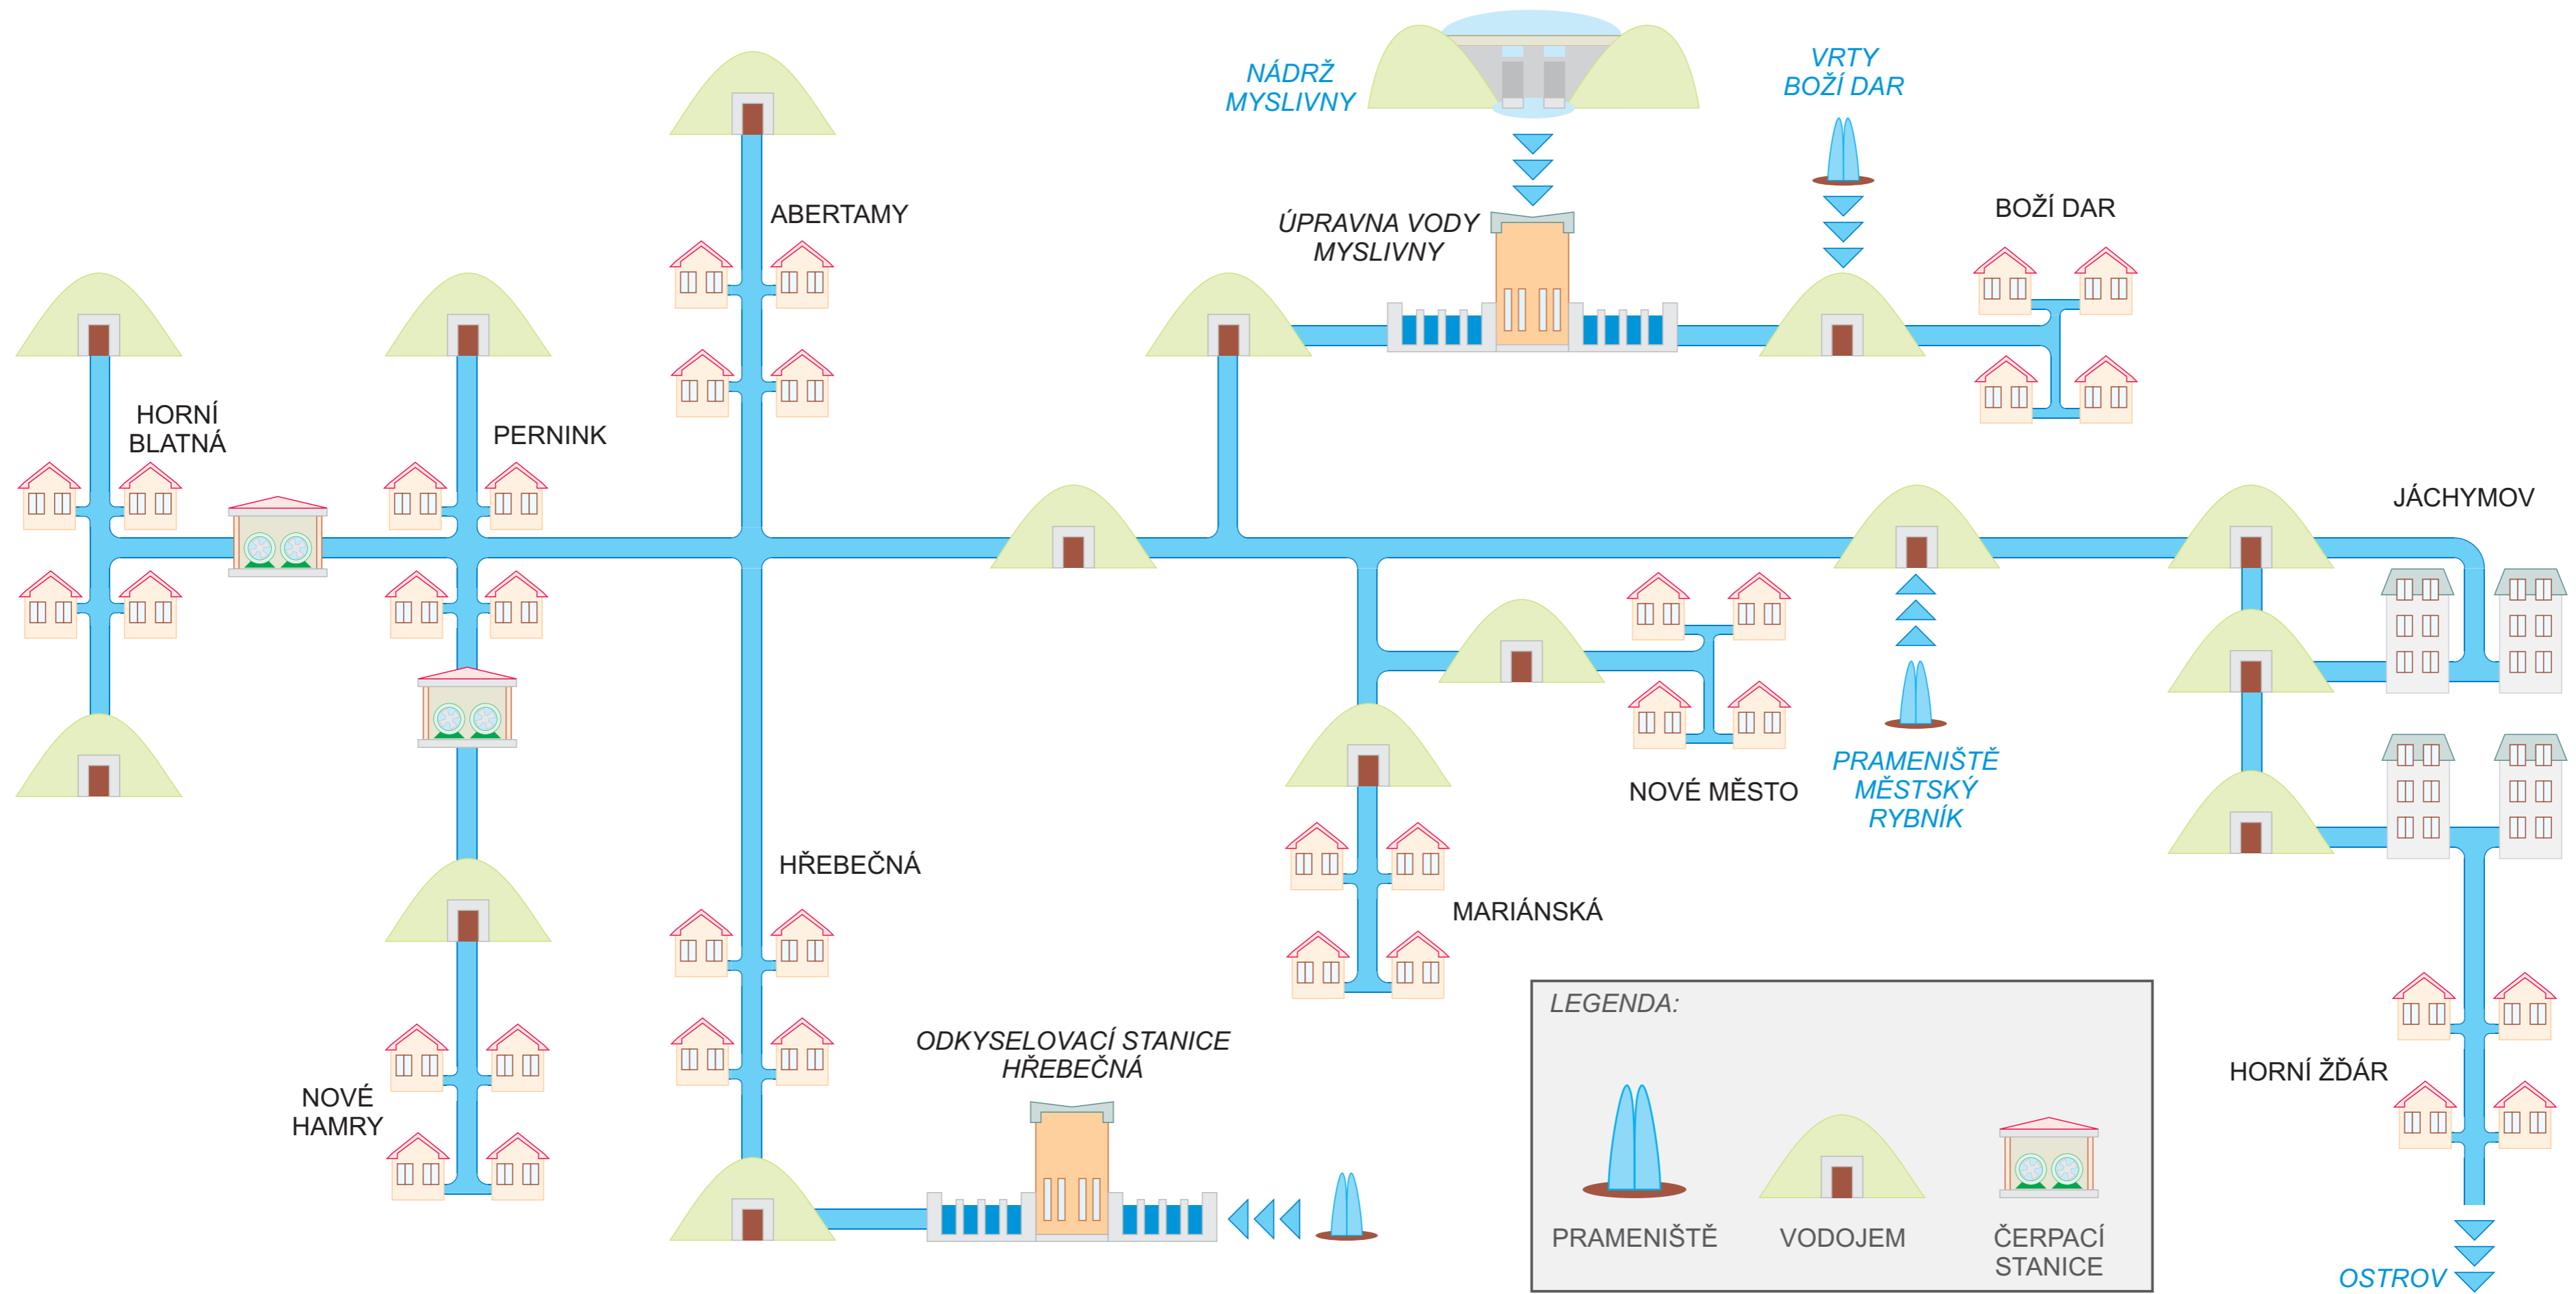 NÁDRŽ
MYSLIVNY
VRTY
BOŽÍ DAR
ABERTAMY
ÚPRAVNA VODY
MYSLIVNY
BOŽÍ DAR
HORNÍ
BLATNÁ
PERNINK
JÁCHYMOV
NOVÉ MĚSTO
PRAMENIŠTĚ
MĚSTSKÝ
RYBNÍK
HŘEBEČNÁ
MARIÁNSKÁ
ODKYSELOVACÍ STANICE
HŘEBEČNÁ
NOVÉ
HAMRY
HORNÍ ŽĎÁR
LEGENDA:
PRAMENIŠTĚ
VODOJEM
ČERPACÍ
STANICE
OSTROV